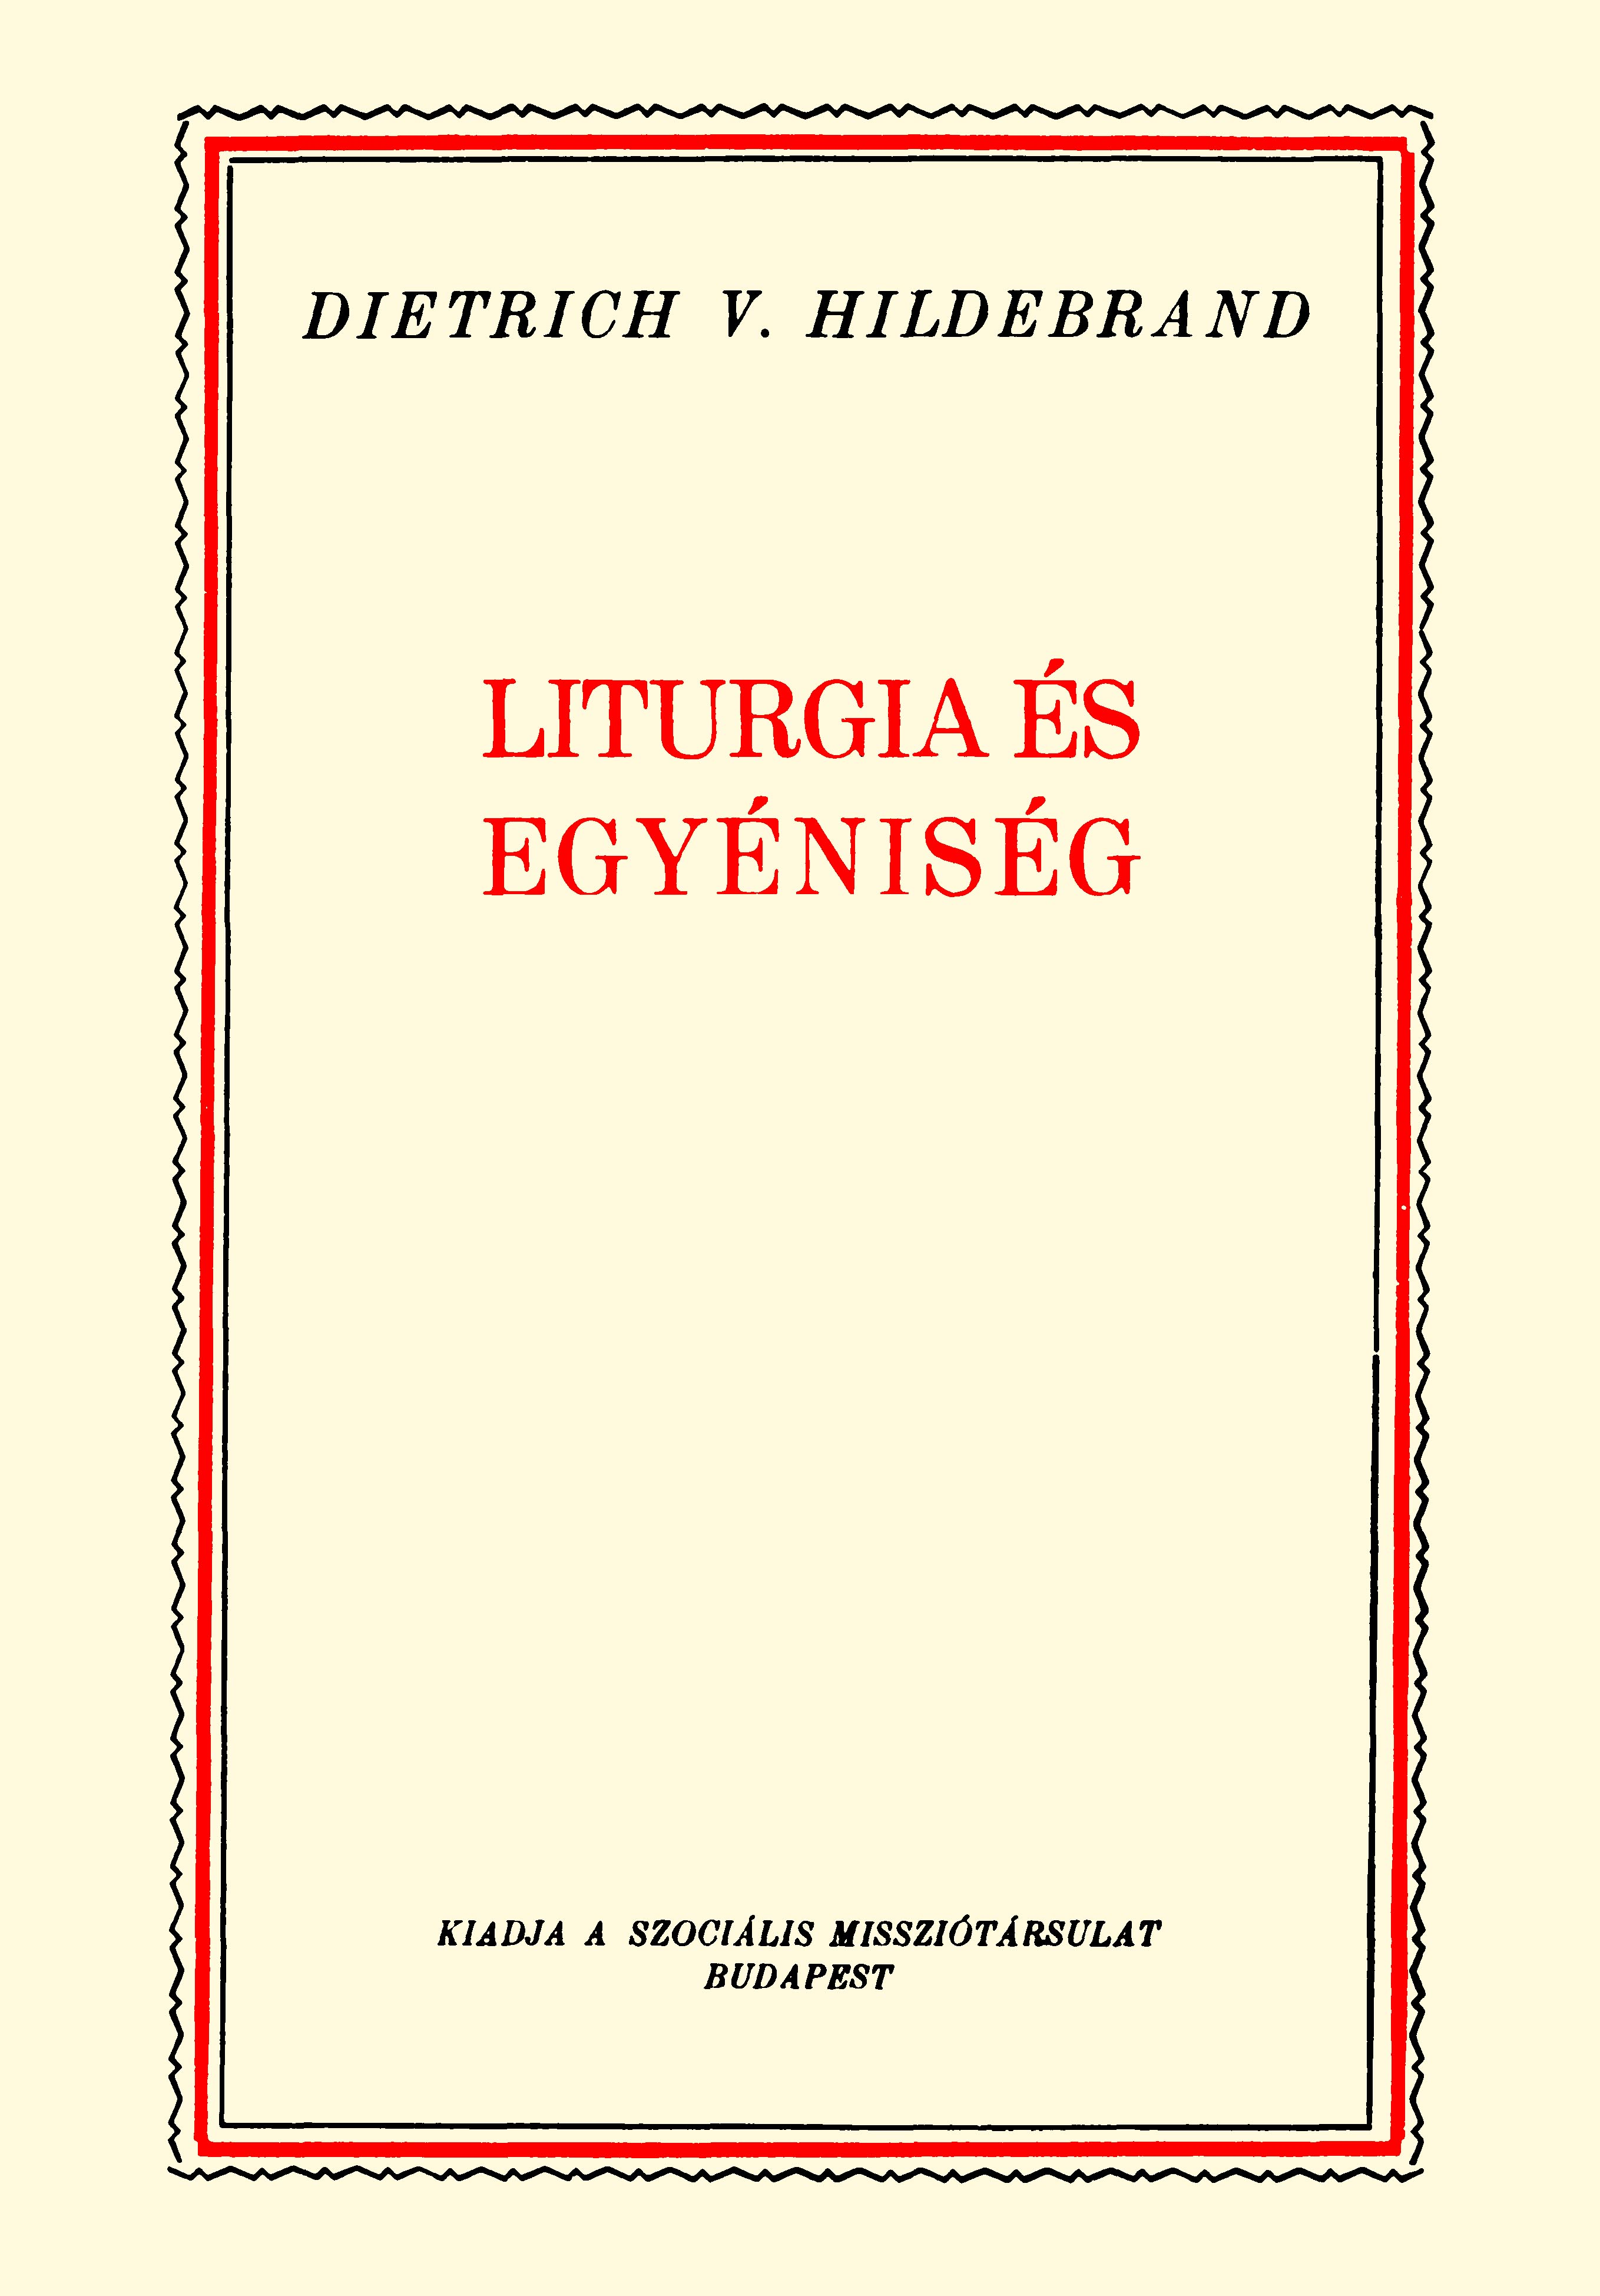 DIETRICH V. HILDEBRAND
LITURGIA ÉS
EGYÉNISÉG
KIADJA A SZOCIÁLIS MISSZIÓTÁRSULAT
BUDAPEST